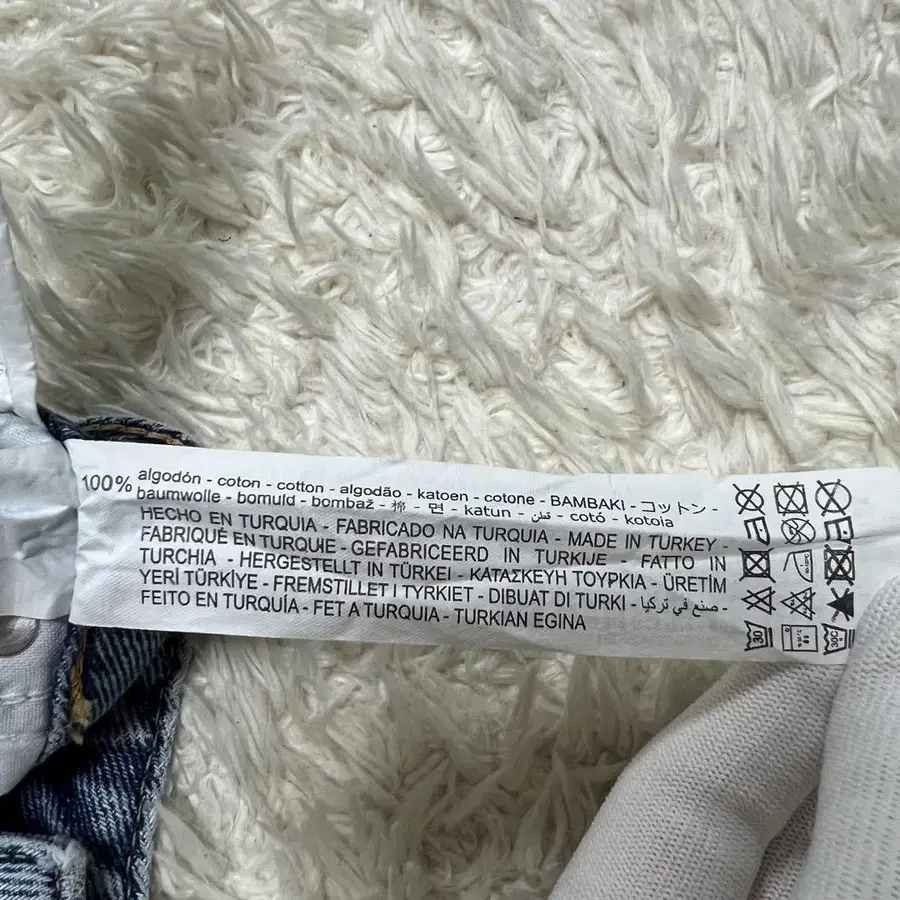 100% algodón - coton - cotton - algodão - katoen - cotone - BAMBAKI - コットン -
baumwolle - bomuld - bombaž - 棉 - 면 - katun - قطن - cotó - kotoia
HECHO EN TURQUIA - FABRICADO NA TURQUIA - MADE IN TURKEY -
FABRIQUÉ EN TURQUIE - GEFABRICEERD IN TURKIJE - FATTO IN
TURCHIA - HERGESTELLT IN TÜRKEI - ΚΑΤΑΣΚΕΥΗ ΤΟΥΡΚΙΑ - ÜRETİM
YERİ TÜRKİYE - FREMSTILLET I TYRKIET - DIBUAT DI TURKI - صنع في تركيا -
FEITO EN TURQUÍA - FET A TURQUIA - TURKIAN EGINA
30
30C